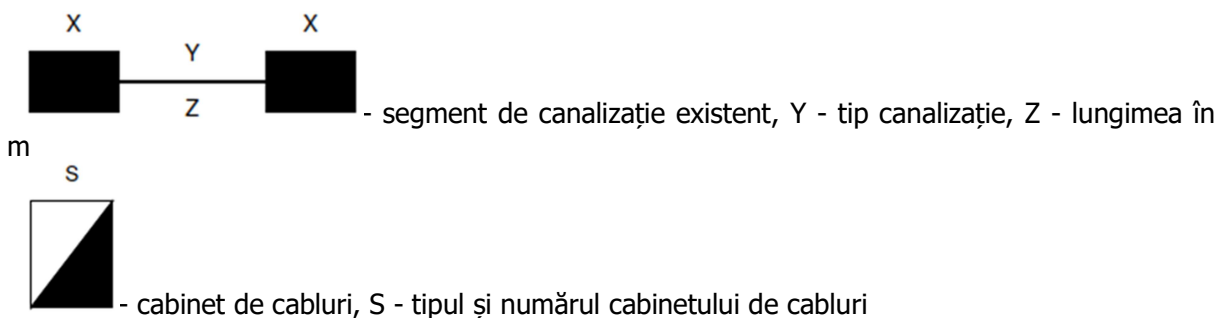 X X
Y
Z - segment de canalizație existent, Y - tip canalizație, Z - lungimea în
m
S
- cabinet de cabluri, S - tipul și numărul cabinetului de cabluri